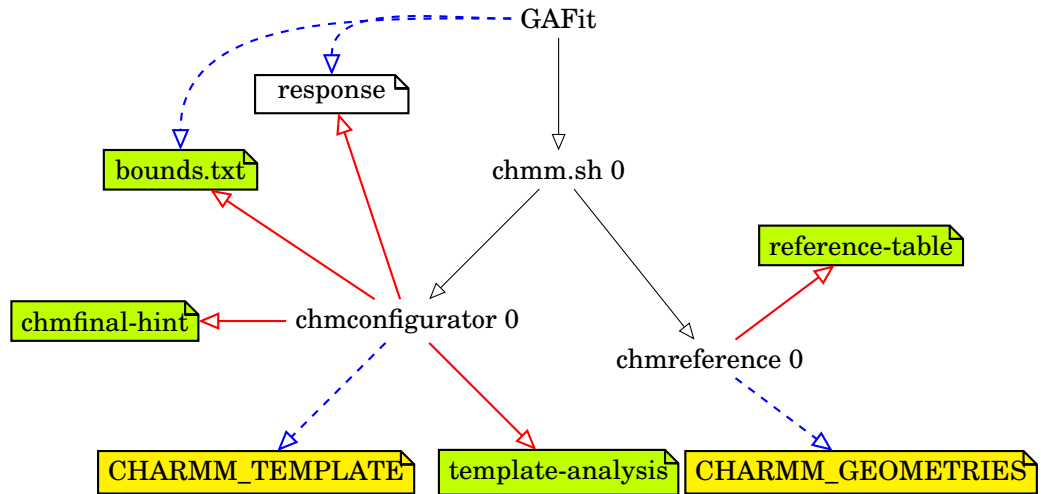 GAFit
response
bounds.txt
chmm.sh 0
reference-table
chmfinal-hint
chmconfigurator 0
chmreference 0
CHARMM_TEMPLATE
template-analysis
CHARMM_GEOMETRIES